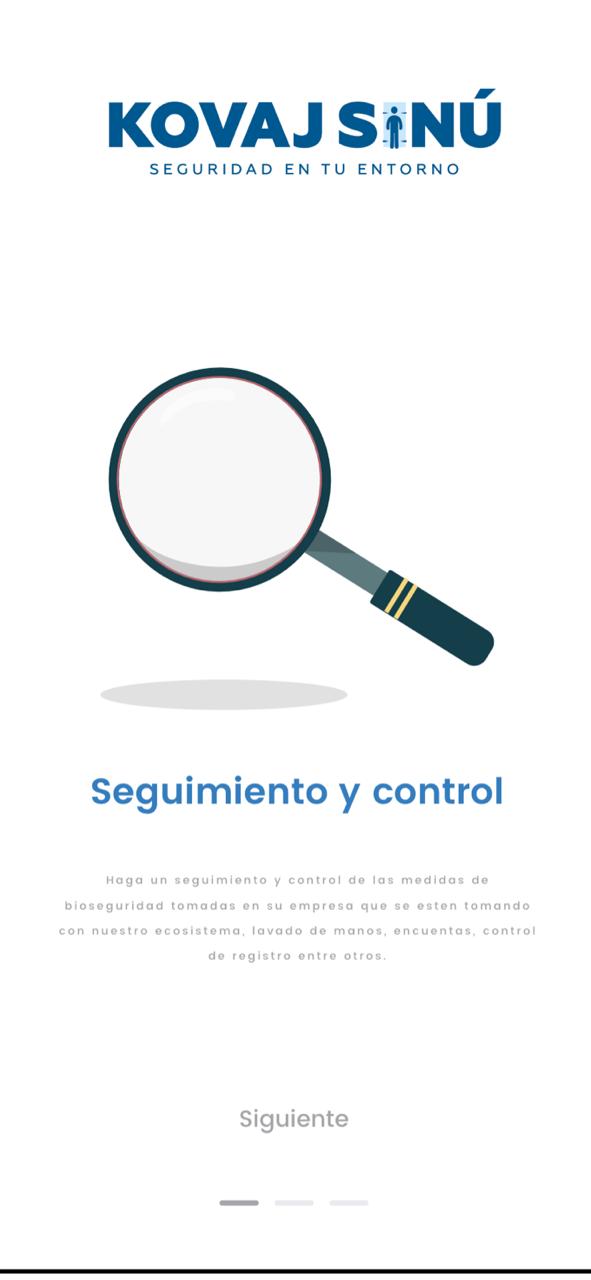 KOVAJ SINÚ
SEGURIDAD EN TU ENTORNO
Seguimiento y control
Haga un seguimiento y control de las medidas de
bioseguridad tomadas en su empresa que se esten tomando
con nuestro ecosistema, lavado de manos, encuentas, control
de registro entre otros.
Siguiente